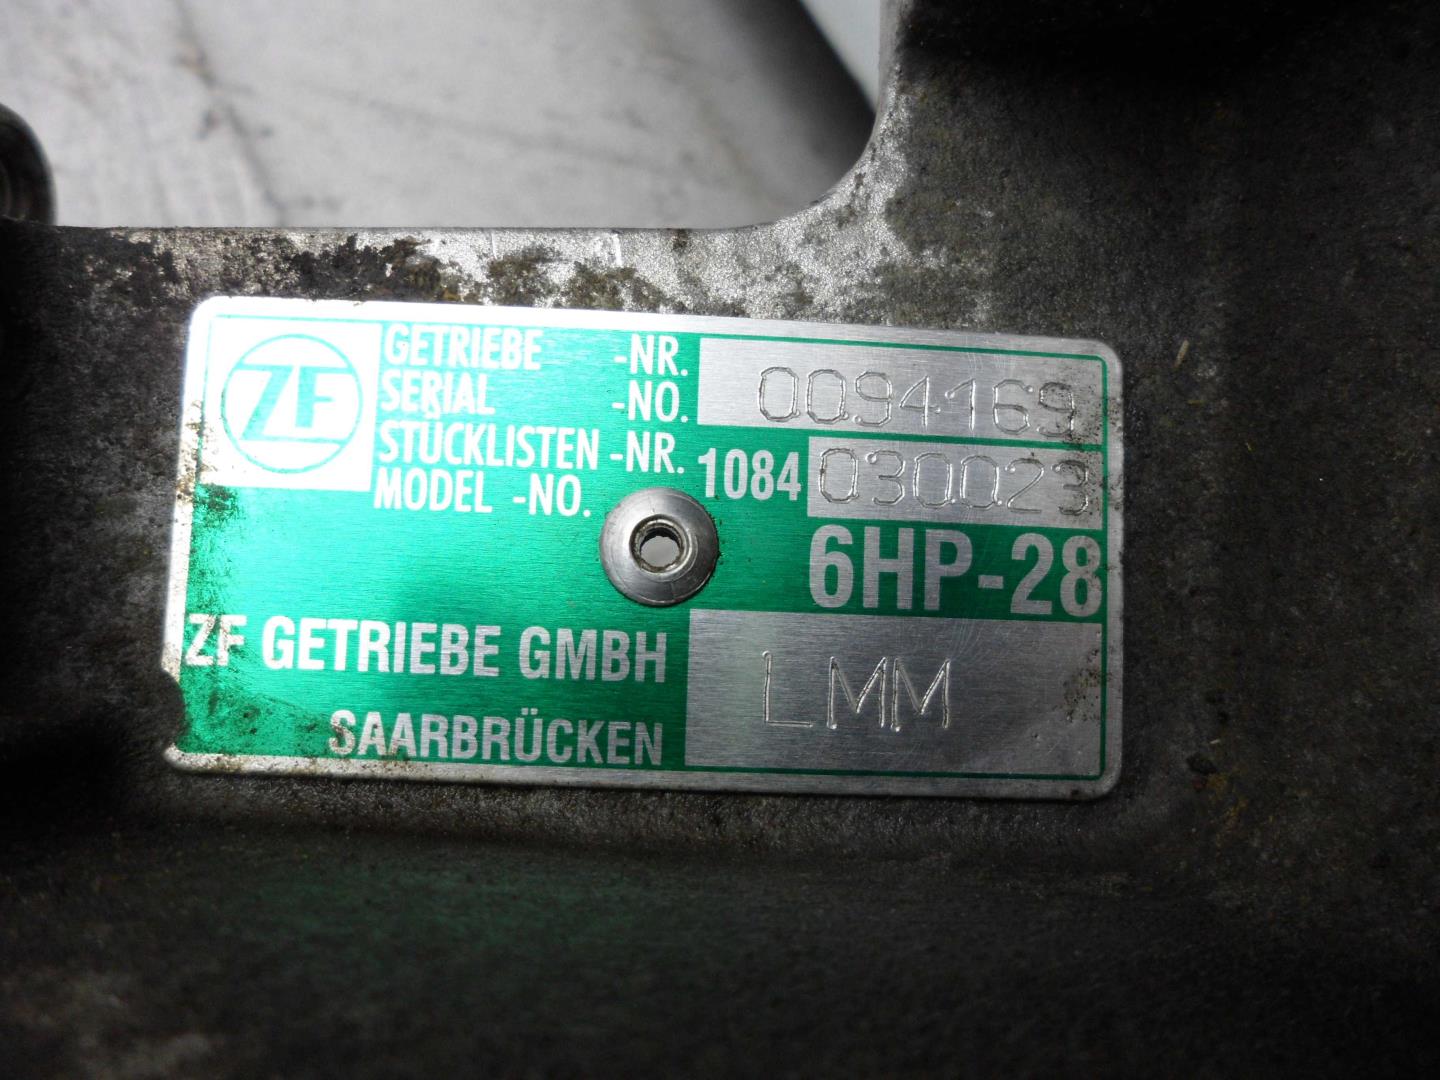 ZF
GETRIEBE -NR.
SERIAL -NO. 0094169
STÜCKLISTEN -NR.
MODEL -NO. 1084 030023
6HP-28
ZF GETRIEBE GMBH
LMM
SAARBRÜCKEN